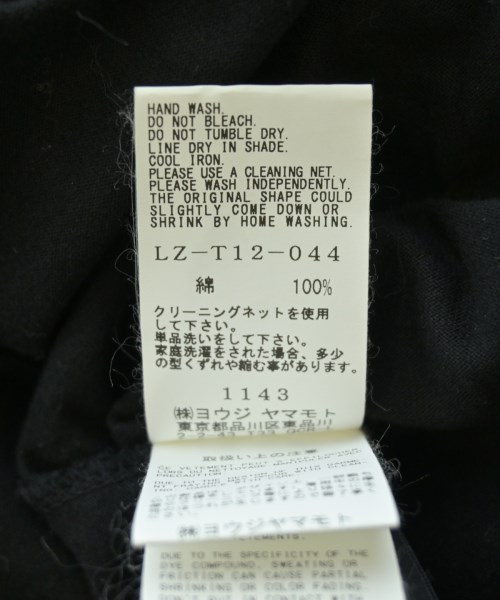 HAND WASH.
DO NOT BLEACH.
DO NOT TUMBLE DRY.
LINE DRY IN SHADE.
COOL IRON.
PLEASE USE A CLEANING NET.
PLEASE WASH INDEPENDENTLY.
THE ORIGINAL SHAPE COULD
SLIGHTLY COME DOWN OR
SHRINK BY HOME WASHING.
LZ-T12-044
綿 100%
クリーニングネットを使用
して下さい。
単品洗いをして下さい。
家庭洗濯をされた場合、多少
の型くずれや縮む事があります。
1143
㈱ヨウジ ヤマモト
東京都品川区東品川
取扱い上の注意
㈱ヨウジヤマモト
DUE TO THE SPECIFICITY OF THE
DYE COMPOUND, SWEATING OR
FRICTION CAN CAUSE PARTIAL
SHRINKING OR COLOR FADING